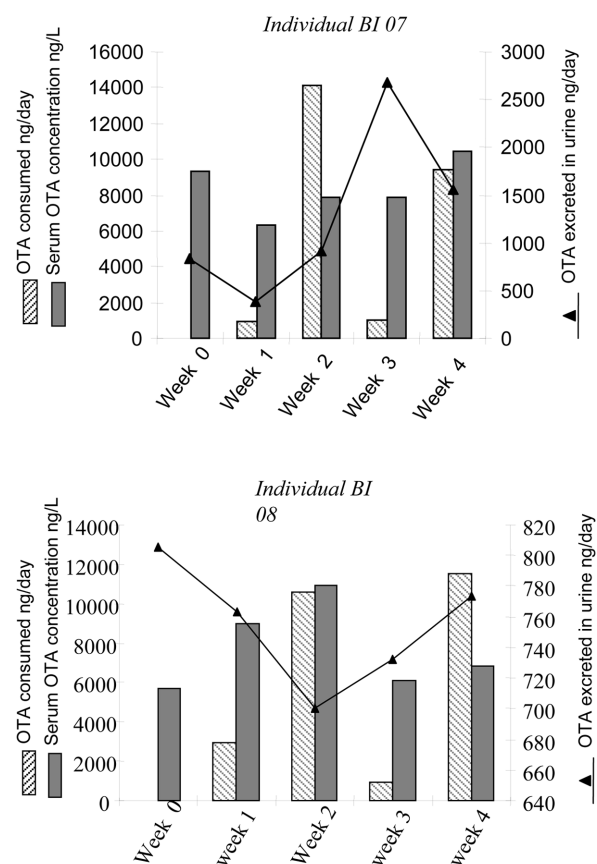 Individual BI 07
OTA consumed ng/day
Serum OTA concentration ng/L
16000
14000
12000
10000
8000
6000
4000
2000
0
3000
2500
2000
1500
1000
500
0
OTA excreted in urine ng/day
Week 0
Week 1
Week 2
Week 3
Week 4
Individual BI
08
OTA consumed ng/day
Serum OTA concentration ng/L
14000
12000
10000
8000
6000
4000
2000
0
820
800
780
760
740
720
700
680
660
640
OTA excreted in urine ng/day
Week 0
week 1
Week 2
week 3
week 4